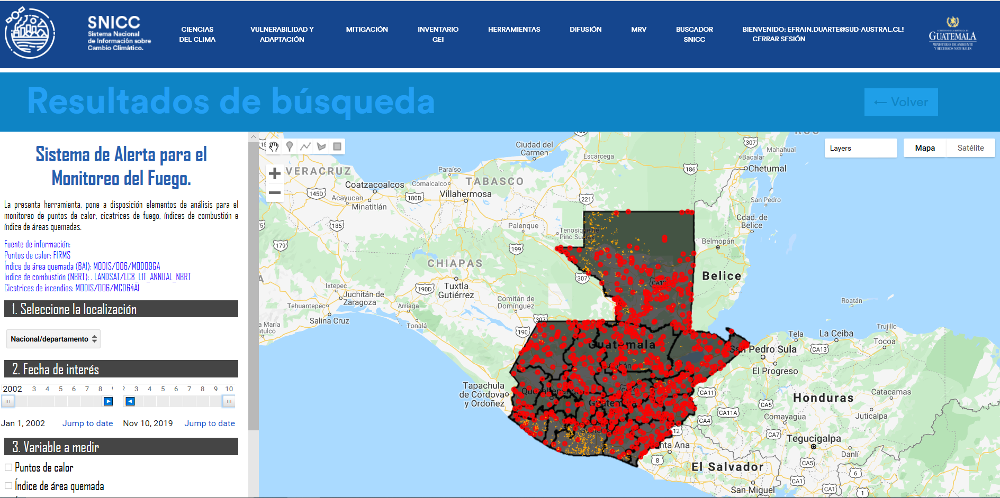 SNICC
Sistema Nacional
de Información sobre
Cambio Climático.
CIENCIAS
DEL CLIMA
VULNERABILIDAD Y
ADAPTACIÓN
MITIGACIÓN
INVENTARIO
GEI
HERRAMIENTAS
DIFUSIÓN
MRV
BUSCADOR
SNICC
BIENVENIDO: EFRAIN.DUARTE@SUD-AUSTRAL.CL!
CERRAR SESIÓN
GUATEMALA
MINISTERIO DE AMBIENTE
Y RECURSOS NATURALES
Resultados de búsqueda
← Volver
Sistema de Alerta para el
Monitoreo del Fuego.
La presenta herramienta, pone a disposición elementos de análisis para el
monitoreo de puntos de calor, cicatrices de fuego, índices de combustión e
índice de áreas quemadas.
Fuente de información:
Puntos de calor: FIRMS
Índice de área quemada (BAI): MODIS/006/MOD09GA
Índice de combustión (NBRT): . LANDSAT/LC8_L1T_ANNUAL_NBRT
Cicatrices de incendios: MODIS/006/MCD64A1
1. Seleccione la localización
Nacional/departamento
2. Fecha de interés
2002 3 4 5 6 7 8
2 3 4 5 6 7 8 9 10
Jan 1, 2002 Jump to date Nov 10, 2019 Jump to date
3. Variable a medir
Puntos de calor
Índice de área quemada
Layers
Mapa Satélite
Ciudad del
Carmen
Escárcega
307
Mahahual
Bacalar
Chetumal
186
VERACRUZ
Paraíso
TABASCO
Coatzacoalcos
Comalcalco
145D
Acayucan
Minatitlán
180D
Villahermosa
221
San Pedro
185
Palenque
Tenosique de
Pino Suárez
Cdad. de
Belice
179
199
Belmopán
CHIAPAS
307
Belice
Ixtepec
Juchitán de
Zaragoza
190D
Tuxtla
Gutiérrez
Comitán de
Domínguez
Tehuantepec
Arriaga
Salina Cruz
Tonalá
307
190
Roatán
Trujillo
Tela
La Ceiba
Tocoa
Guatemala
San Pedro Sula
CA13
Cobán
El Progreso
Tapachula
de Córdova
y Ordoñez
Quezaltenango
Guatemala
CA11
Honduras
Catacamas
CA5
CA11A
Juticalpa
CA4
Comayagua
12
CA7
Tegucigalpa
Santa Ana
8
Danlí
El Salvador
CA5
6
CA1
San Miguel
CA1
1